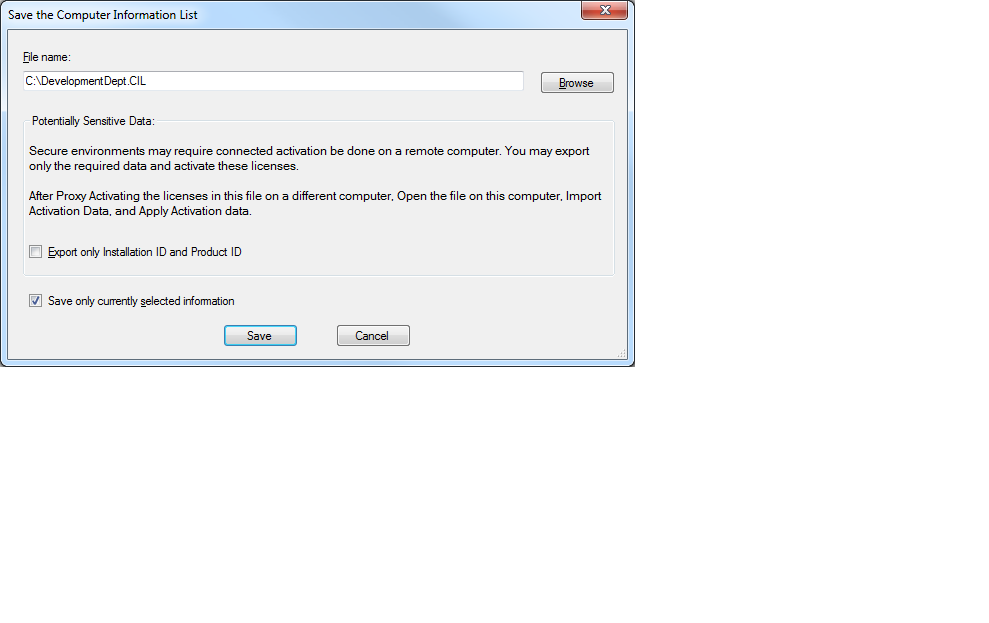 Save the Computer Information List
File name:
C:\DevelopmentDept.CIL
Browse
Potentially Sensitive Data:
Secure environments may require connected activation be done on a remote computer. You may export
only the required data and activate these licenses.
After Proxy Activating the licenses in this file on a different computer, Open the file on this computer, Import
Activation Data, and Apply Activation data.
Export only Installation ID and Product ID
Save only currently selected information
Save
Cancel